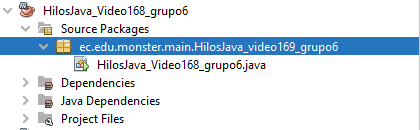 HilosJava_Video168_grupo6
Source Packages
ec.edu.monster.main.HilosJava_video169_grupo6
HilosJava_Video168_grupo6.java
Dependencies
Java Dependencies
Project Files